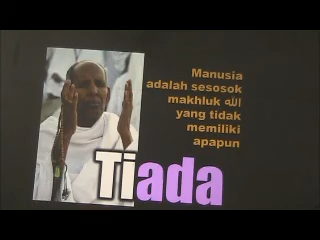 Manusia
adalah sesosok
makhluk الله
yang tidak
memiliki
apapun
Tiada